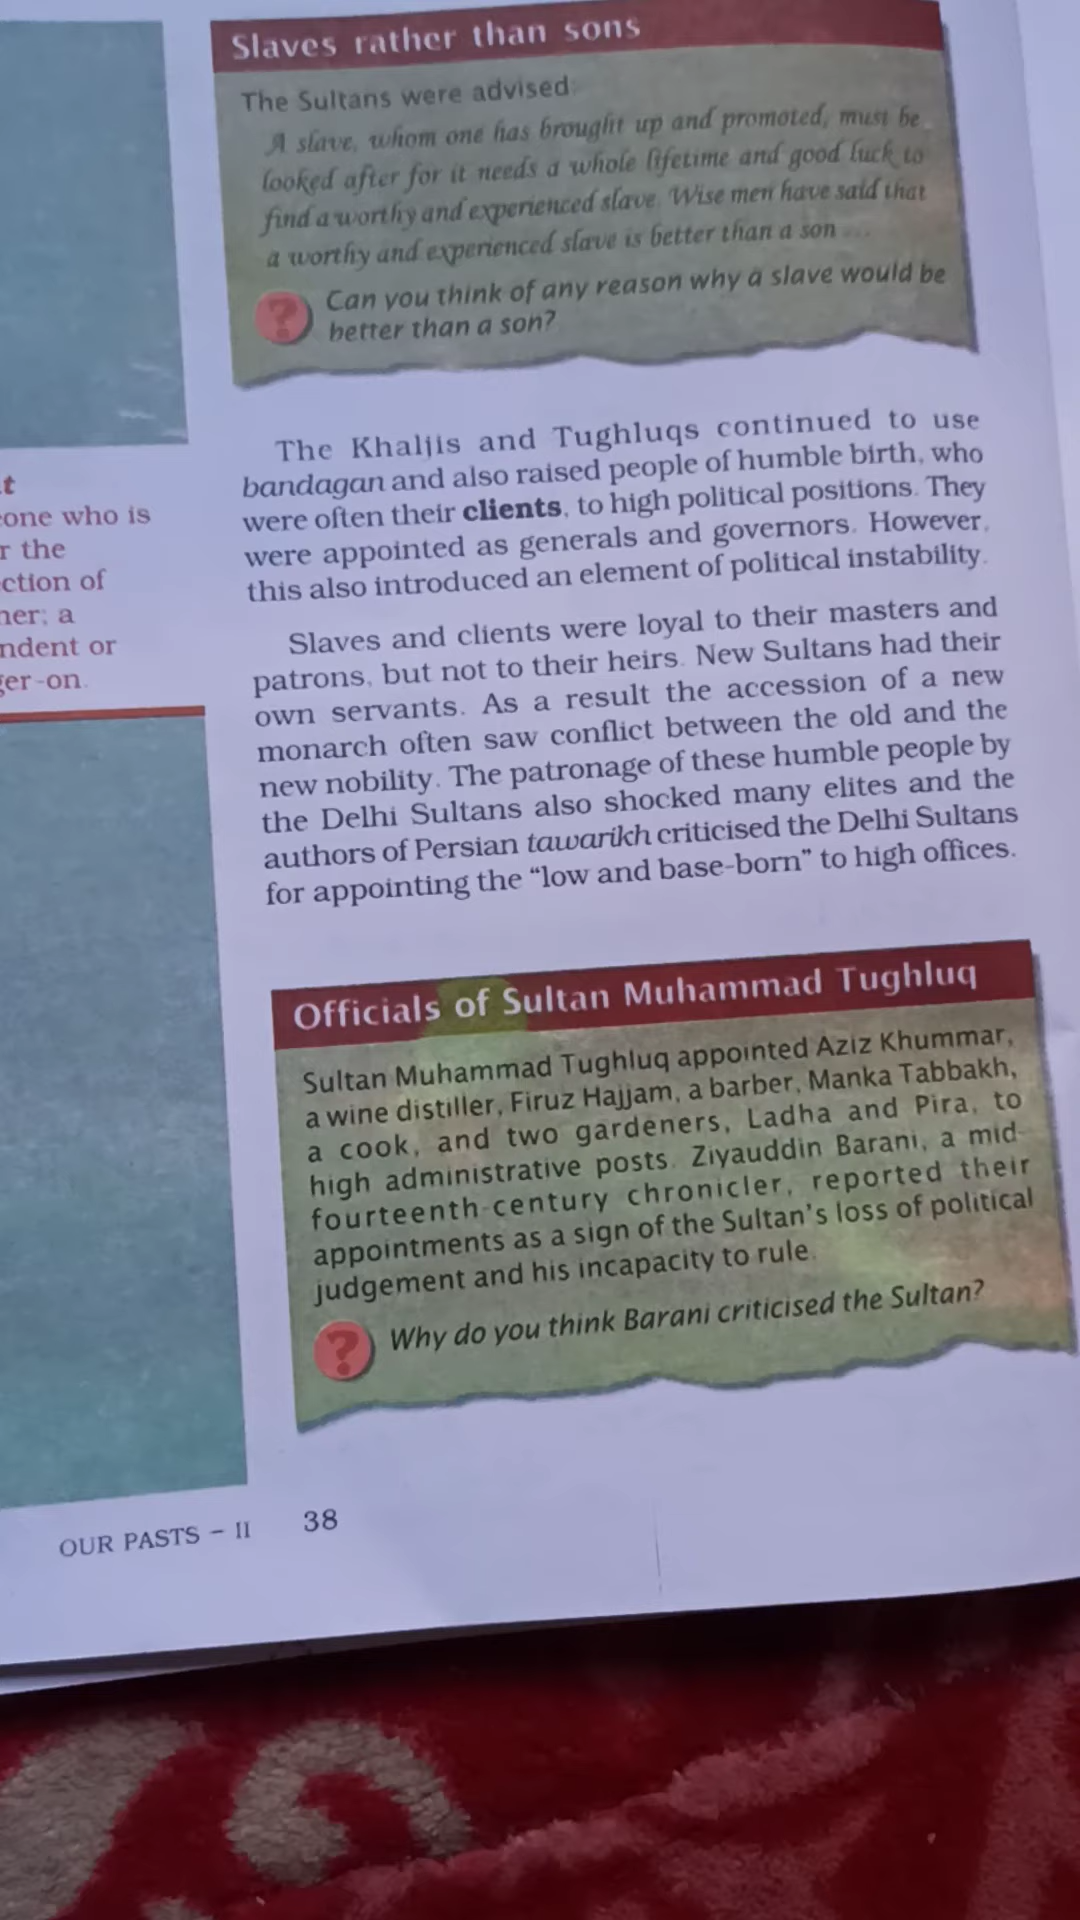 Slaves rather than sons
The Sultans were advised:
A slave, whom one has brought up and promoted, must be
looked after for it needs a whole lifetime and good luck to
find a worthy and experienced slave. Wise men have said that
a worthy and experienced slave is better than a son ...
? Can you think of any reason why a slave would be
better than a son?
The Khaljis and Tughluqs continued to use
bandagan and also raised people of humble birth, who
were often their clients, to high political positions. They
were appointed as generals and governors. However,
this also introduced an element of political instability.
Slaves and clients were loyal to their masters and
patrons, but not to their heirs. New Sultans had their
own servants. As a result the accession of a new
monarch often saw conflict between the old and the
new nobility. The patronage of these humble people by
the Delhi Sultans also shocked many elites and the
authors of Persian tawarikh criticised the Delhi Sultans
for appointing the “low and base-born” to high offices.
t
one who is
r the
ction of
her; a
ndent or
ger-on.
Officials of Sultan Muhammad Tughluq
Sultan Muhammad Tughluq appointed Aziz Khummar,
a wine distiller, Firuz Hajjam, a barber, Manka Tabbakh,
a cook, and two gardeners, Ladha and Pira, to
high administrative posts. Ziyauddin Barani, a mid-
fourteenth-century chronicler, reported their
appointments as a sign of the Sultan’s loss of political
judgement and his incapacity to rule.
? Why do you think Barani criticised the Sultan?
OUR PASTS – II 38